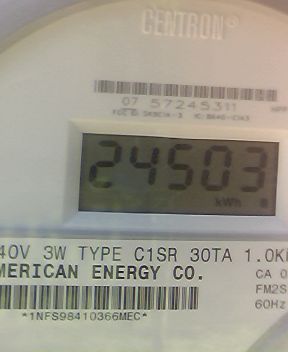 CENTRON®
07 57245311
24503
kWh
40V 3W TYPE C1SR 30TA 1.0K
MERICAN ENERGY CO.
CA 0
FM2S
60Hz
*1NFS98410366MEC*